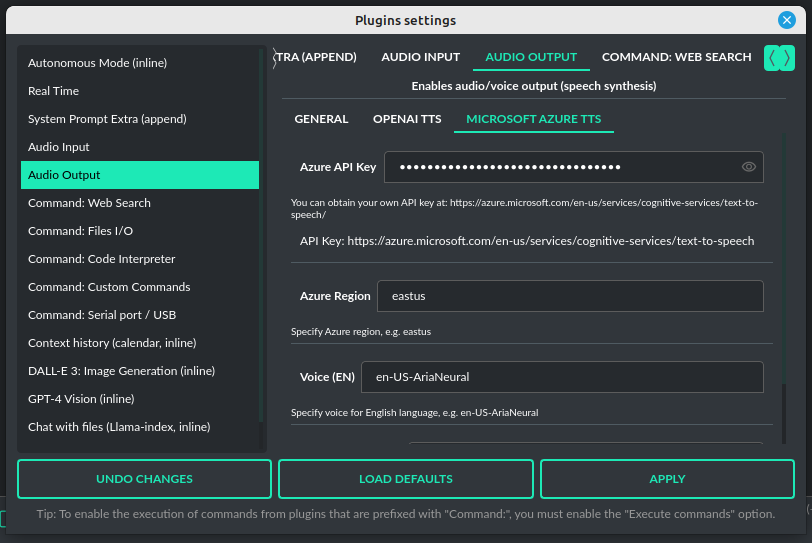 Plugins settings
Autonomous Mode (inline)
Real Time
System Prompt Extra (append)
Audio Input
Audio Output
Command: Web Search
Command: Files I/O
Command: Code Interpreter
Command: Custom Commands
Command: Serial port / USB
Context history (calendar, inline)
DALL-E 3: Image Generation (inline)
GPT-4 Vision (inline)
Chat with files (Llama-index, inline)
TRA (APPEND) AUDIO INPUT AUDIO OUTPUT COMMAND: WEB SEARCH
Enables audio/voice output (speech synthesis)
GENERAL OPENAI TTS MICROSOFT AZURE TTS
Azure API Key ●●●●●●●●●●●●●●●●●●●●●●●●●●●●●●●●
You can obtain your own API key at: https://azure.microsoft.com/en-us/services/cognitive-services/text-to-
speech/
API Key: https://azure.microsoft.com/en-us/services/cognitive-services/text-to-speech
Azure Region eastus
Specify Azure region, e.g. eastus
Voice (EN) en-US-AriaNeural
Specify voice for English language, e.g. en-US-AriaNeural
UNDO CHANGES LOAD DEFAULTS APPLY
Tip: To enable the execution of commands from plugins that are prefixed with "Command:", you must enable the "Execute commands" option.